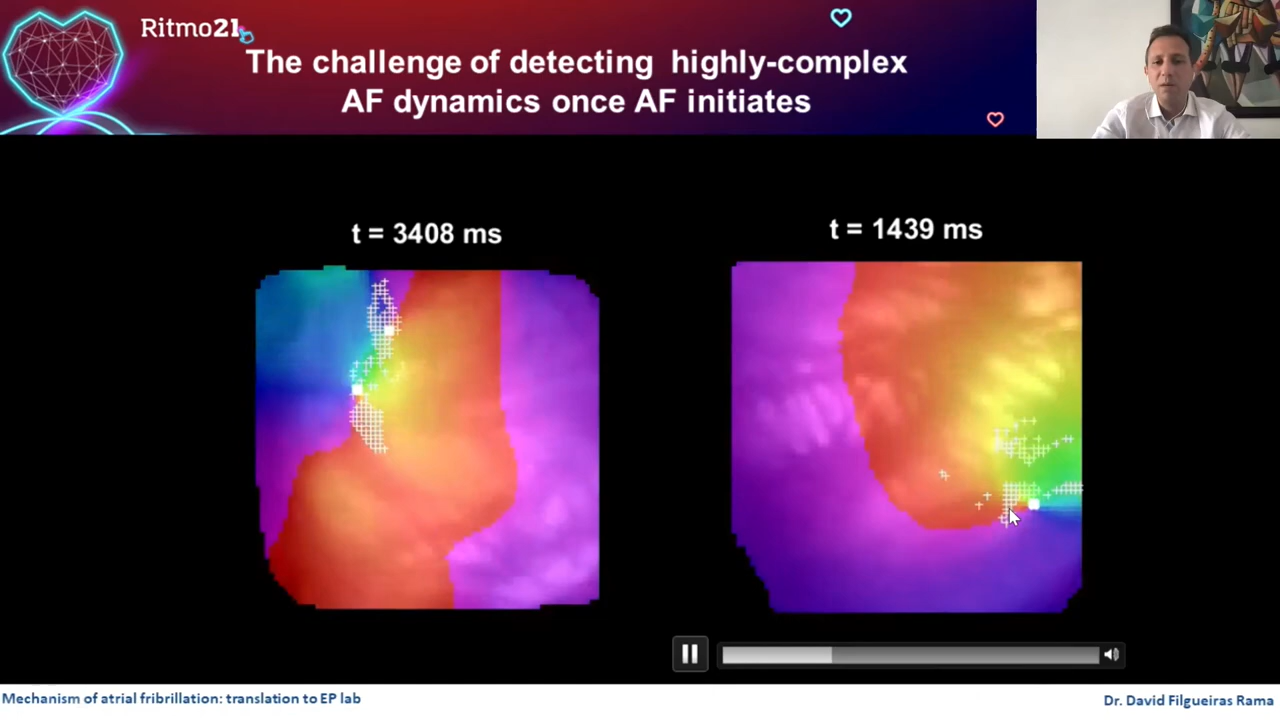 Ritmo21
The challenge of detecting highly-complex
AF dynamics once AF initiates
t = 3408 ms
t = 1439 ms
Mechanism of atrial fribrillation: translation to EP lab
Dr. David Filgueiras Rama